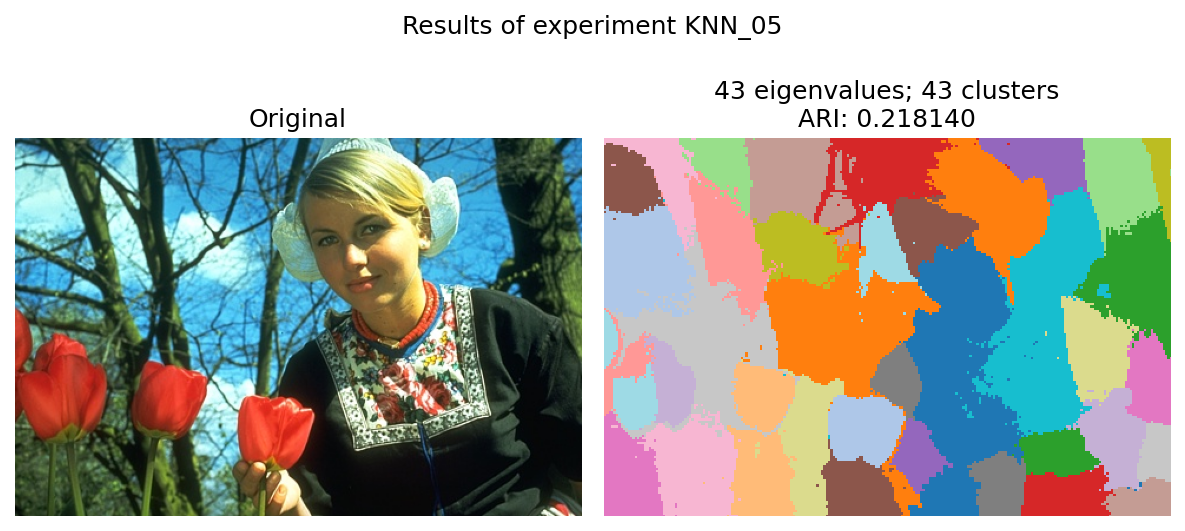 Results of experiment KNN_05
Original
43 eigenvalues; 43 clusters
ARI: 0.218140